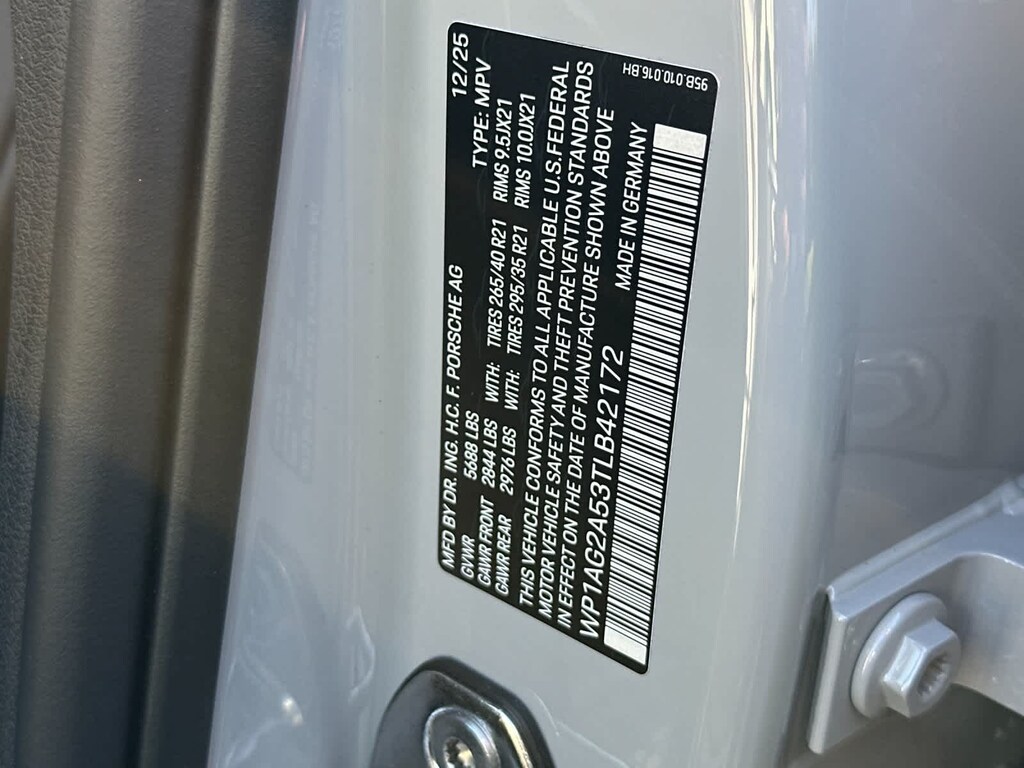 MFD BY DR. ING. H.C. F. PORSCHE AG 12/25
GVWR 5688 LBS TYPE: MPV
GAWR FRONT 2844 LBS WITH: TIRES 265/40 R21 RIMS 9.5JX21
GAWR REAR 2976 LBS WITH: TIRES 295/35 R21 RIMS 10.0JX21
THIS VEHICLE CONFORMS TO ALL APPLICABLE U.S. FEDERAL
MOTOR VEHICLE SAFETY AND THEFT PREVENTION STANDARDS
IN EFFECT ON THE DATE OF MANUFACTURE SHOWN ABOVE
WP1AG2A53TLB42172 MADE IN GERMANY
95B.010.016.BH